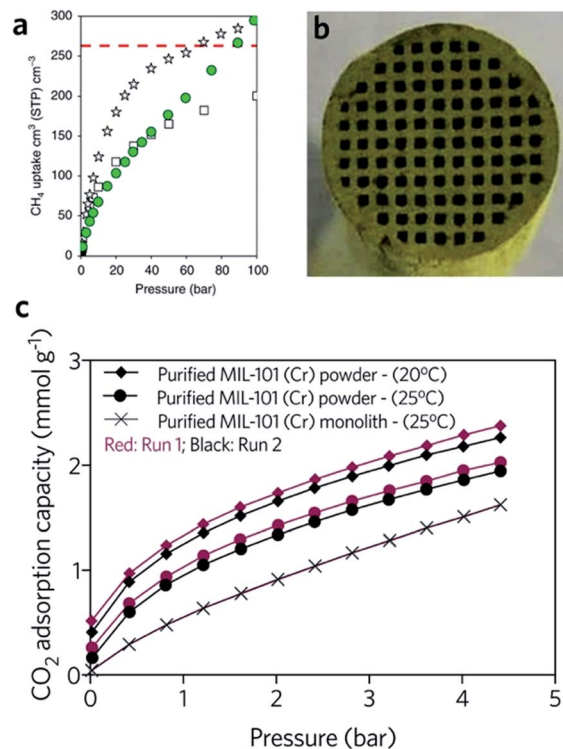 a
CH4 uptake cm³ (STP) cm⁻³
300
250
200
150
100
50
0
0 20 40 60 80 100
Pressure (bar)
b
c
CO₂ adsorption capacity (mmol g⁻¹)
3
2
1
0
Purified MIL-101 (Cr) powder - (20ºC)
Purified MIL-101 (Cr) powder - (25ºC)
Purified MIL-101 (Cr) monolith - (25ºC)
Red: Run 1; Black: Run 2
0 1 2 3 4 5
Pressure (bar)